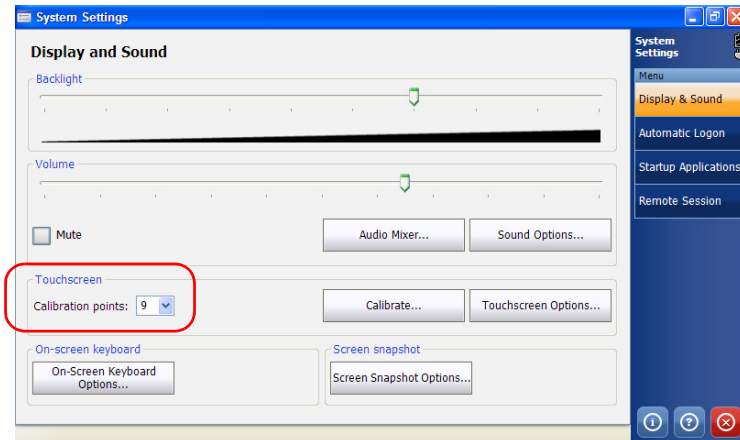 System Settings
Display and Sound
Backlight
Volume
Mute
Audio Mixer...
Sound Options...
Touchscreen
Calibration points: 9
Calibrate...
Touchscreen Options...
On-screen keyboard
On-Screen Keyboard
Options...
Screen snapshot
Screen Snapshot Options...
System
Settings
Menu
Display & Sound
Automatic Logon
Startup Applications
Remote Session